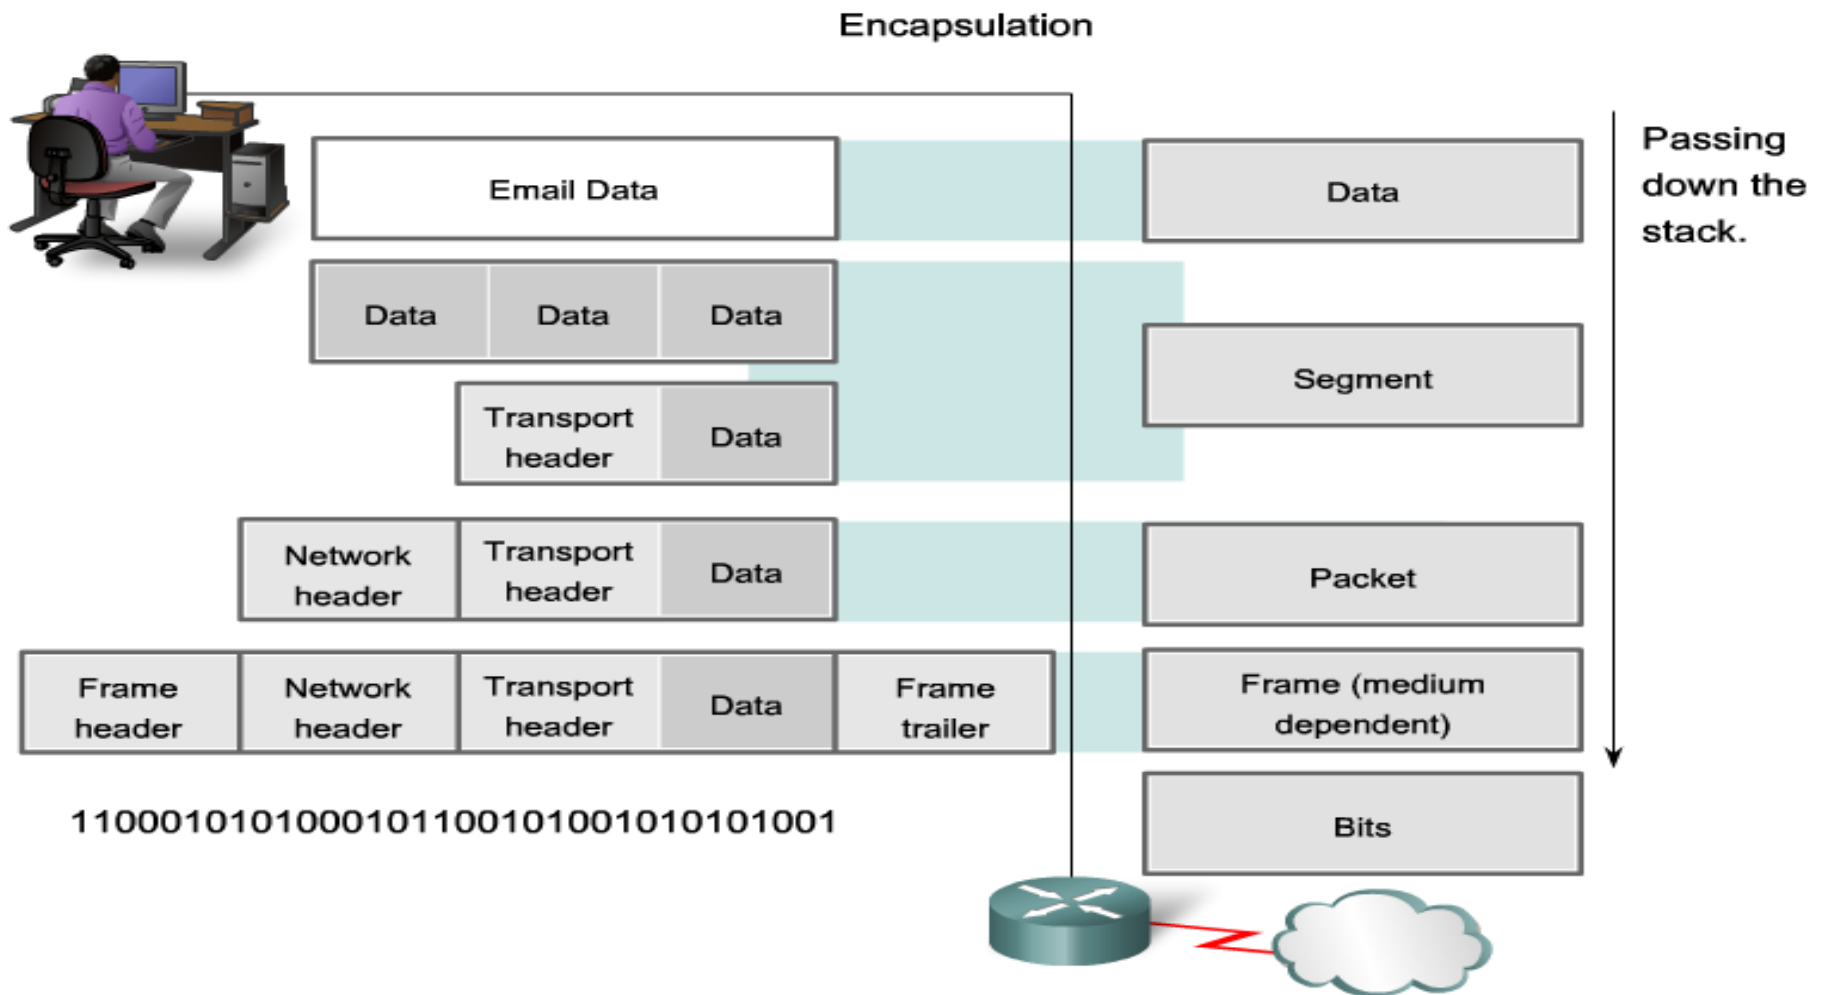 Encapsulation
Passing
down the
stack.
Email Data
Data
Data Data Data
Segment
Transport
header
Data
Network
header
Transport
header
Data
Packet
Frame
header
Network
header
Transport
header
Data
Frame
trailer
Frame (medium
dependent)
1100010101000101100101001010101001
Bits